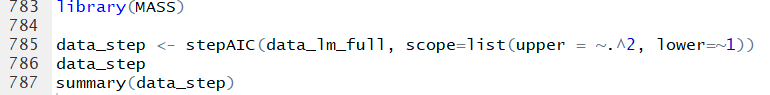 783 library(MASS)
784
785 data_step <- stepAIC(data_lm_full, scope=list(upper = ~.^2, lower=~1))
786 data_step
787 summary(data_step)